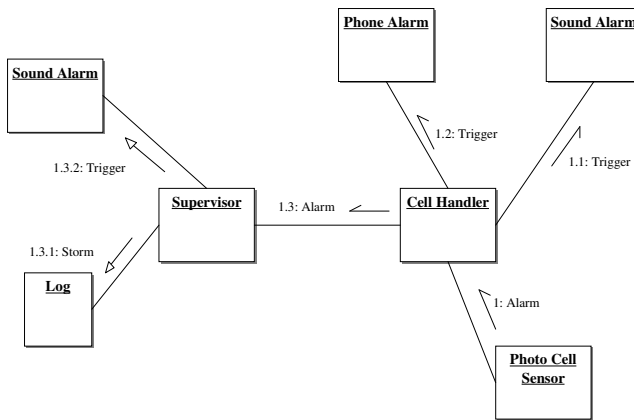 Phone Alarm
Sound Alarm
Sound Alarm
1.2: Trigger
1.1: Trigger
1.3.2: Trigger
Supervisor
1.3: Alarm
Cell Handler
1.3.1: Storm
Log
1: Alarm
Photo Cell
Sensor